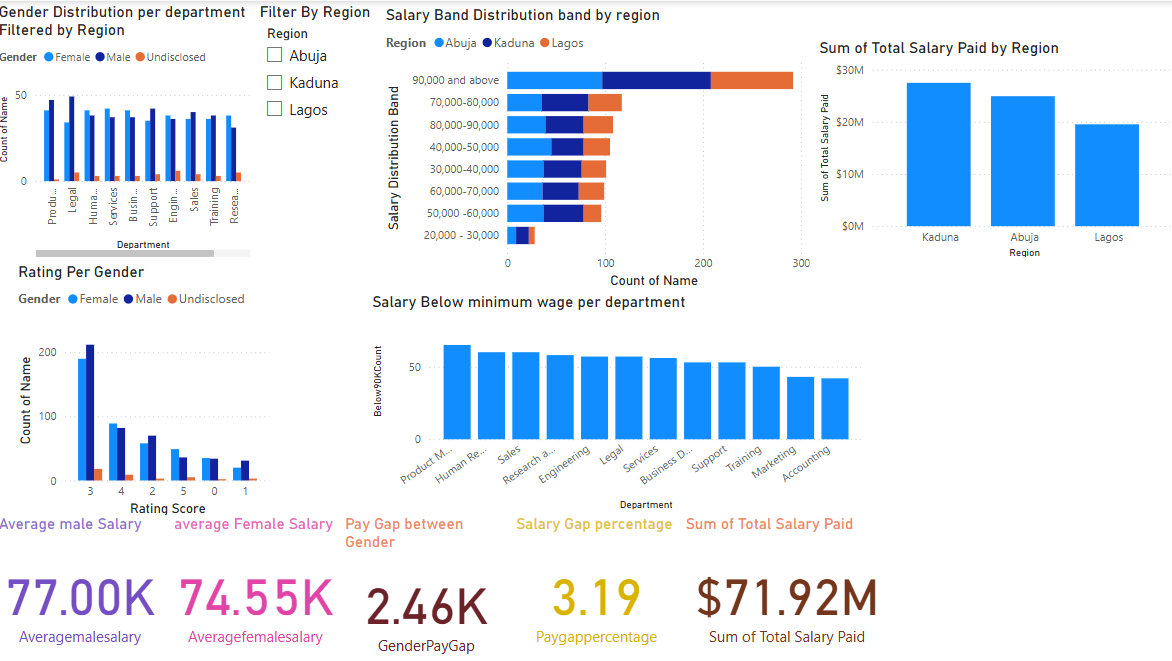 Gender Distribution per department
Filtered by Region
Gender Female Male Undisclosed
Count of Name
50
0
Produ...
Legal
Huma...
Services
Busin...
Support
Engin...
Sales
Training
Resea...
Department
Filter By Region
Region
Abuja
Kaduna
Lagos
Salary Band Distribution band by region
Region Abuja Kaduna Lagos
Salary Distribution Band
90,000 and above
70,000-80,000
80,000-90,000
40,000-50,000
30,000-40,000
60,000-70,000
50,000 -60,000
20,000 - 30,000
0 100 200 300
Count of Name
Sum of Total Salary Paid by Region
Sum of Total Salary Paid
$30M
$20M
$10M
$0M
Kaduna Abuja Lagos
Region
Rating Per Gender
Gender Female Male Undisclosed
Count of Name
200
100
0
3 4 2 5 0 1
Rating Score
Salary Below minimum wage per department
Below90KCount
50
0
Product M...
Human Re...
Sales
Research a...
Engineering
Legal
Services
Business D...
Support
Training
Marketing
Accounting
Department
Average male Salary
77.00K
Averagemalesalary
average Female Salary
74.55K
Averagefemalesalary
Pay Gap between
Gender
2.46K
GenderPayGap
Salary Gap percentage
3.19
Paygappercentage
Sum of Total Salary Paid
$71.92M
Sum of Total Salary Paid